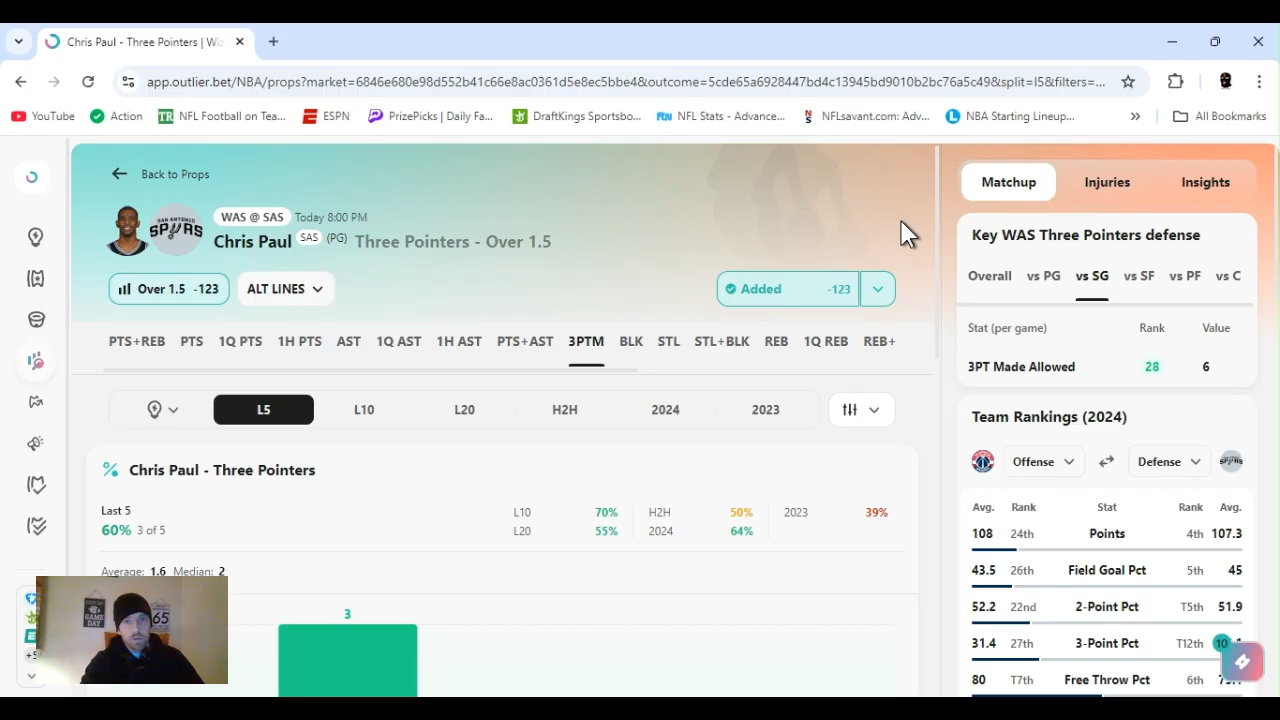 Chris Paul - Three Pointers | Wiz
app.outlier.bet/NBA/props?market=6846e680e98d552b41c66e8ac0361d5e8ec5bbe4&outcome=5cde65a6928447bd4c13945bd9010b2bc76a5c49&split=l5&filters=...
YouTube Action NFL Football on Tea... ESPN PrizePicks | Daily Fa... DraftKings Sportsbo... NFL Stats - Advance... NFLsavant.com: Adv... NBA Starting Lineup... All Bookmarks
Back to Props
WAS @ SAS Today 8:00 PM
SAN ANTONIO
SPURS
Chris Paul SAS (PG) Three Pointers - Over 1.5
Over 1.5 -123 ALT LINES Added -123
PTS+REB PTS 1Q PTS 1H PTS AST 1Q AST 1H AST PTS+AST 3PTM BLK STL STL+BLK REB 1Q REB REB+
L5 L10 L20 H2H 2024 2023
Chris Paul - Three Pointers
Last 5
60% 3 of 5
L10 70% H2H 50% 2023 39%
L20 55% 2024 64%
Average: 1.6 Median: 2
3
GAME DAY
65
Matchup Injuries Insights
Key WAS Three Pointers defense
Overall vs PG vs SG vs SF vs PF vs C
Stat (per game) Rank Value
3PT Made Allowed 28 6
Team Rankings (2024)
Offense Defense
Avg. Rank Stat Rank Avg.
108 24th Points 4th 107.3
43.5 26th Field Goal Pct 5th 45
52.2 22nd 2-Point Pct T5th 51.9
31.4 27th 3-Point Pct T12th
80 T7th Free Throw Pct 6th